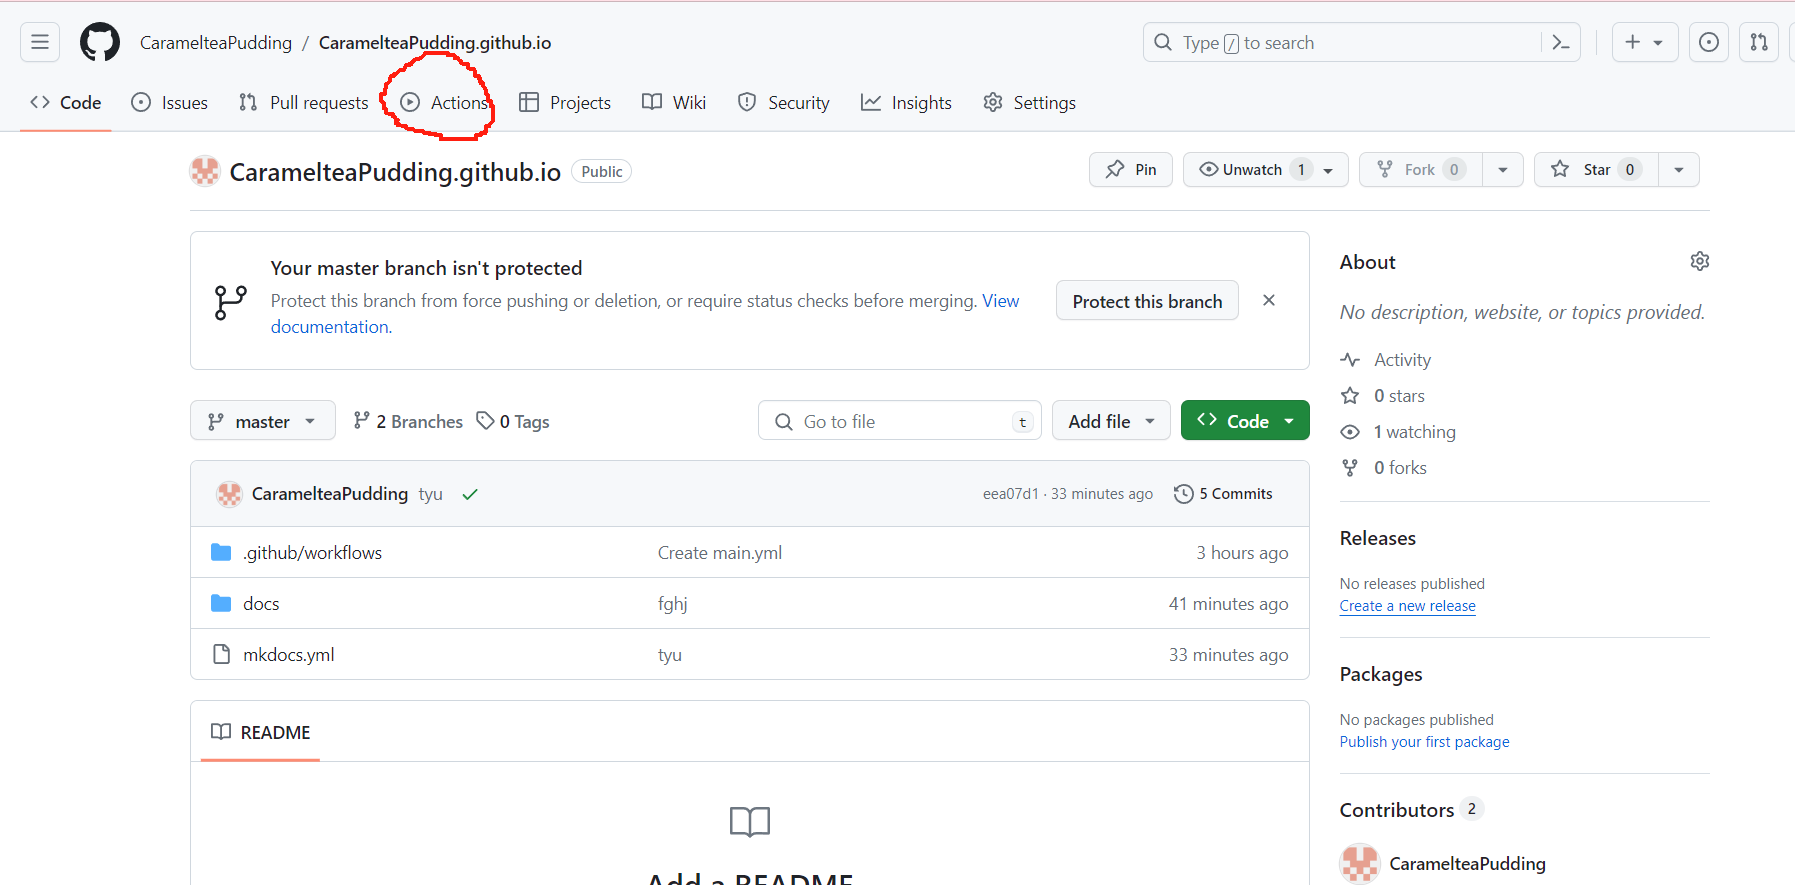 CaramelteaPudding / CaramelteaPudding.github.io
Type / to search
Code Issues Pull requests Actions Projects Wiki Security Insights Settings
CaramelteaPudding.github.io Public
Pin Unwatch 1 Fork 0 Star 0
Your master branch isn't protected
Protect this branch from force pushing or deletion, or require status checks before merging. View
documentation.
Protect this branch
master 2 Branches 0 Tags
Go to file t Add file Code
CaramelteaPudding tyu eea07d1 · 33 minutes ago 5 Commits
.github/workflows Create main.yml 3 hours ago
docs fghj 41 minutes ago
mkdocs.yml tyu 33 minutes ago
README
Add a README
About
No description, website, or topics provided.
Activity
0 stars
1 watching
0 forks
Releases
No releases published
Create a new release
Packages
No packages published
Publish your first package
Contributors 2
CaramelteaPudding